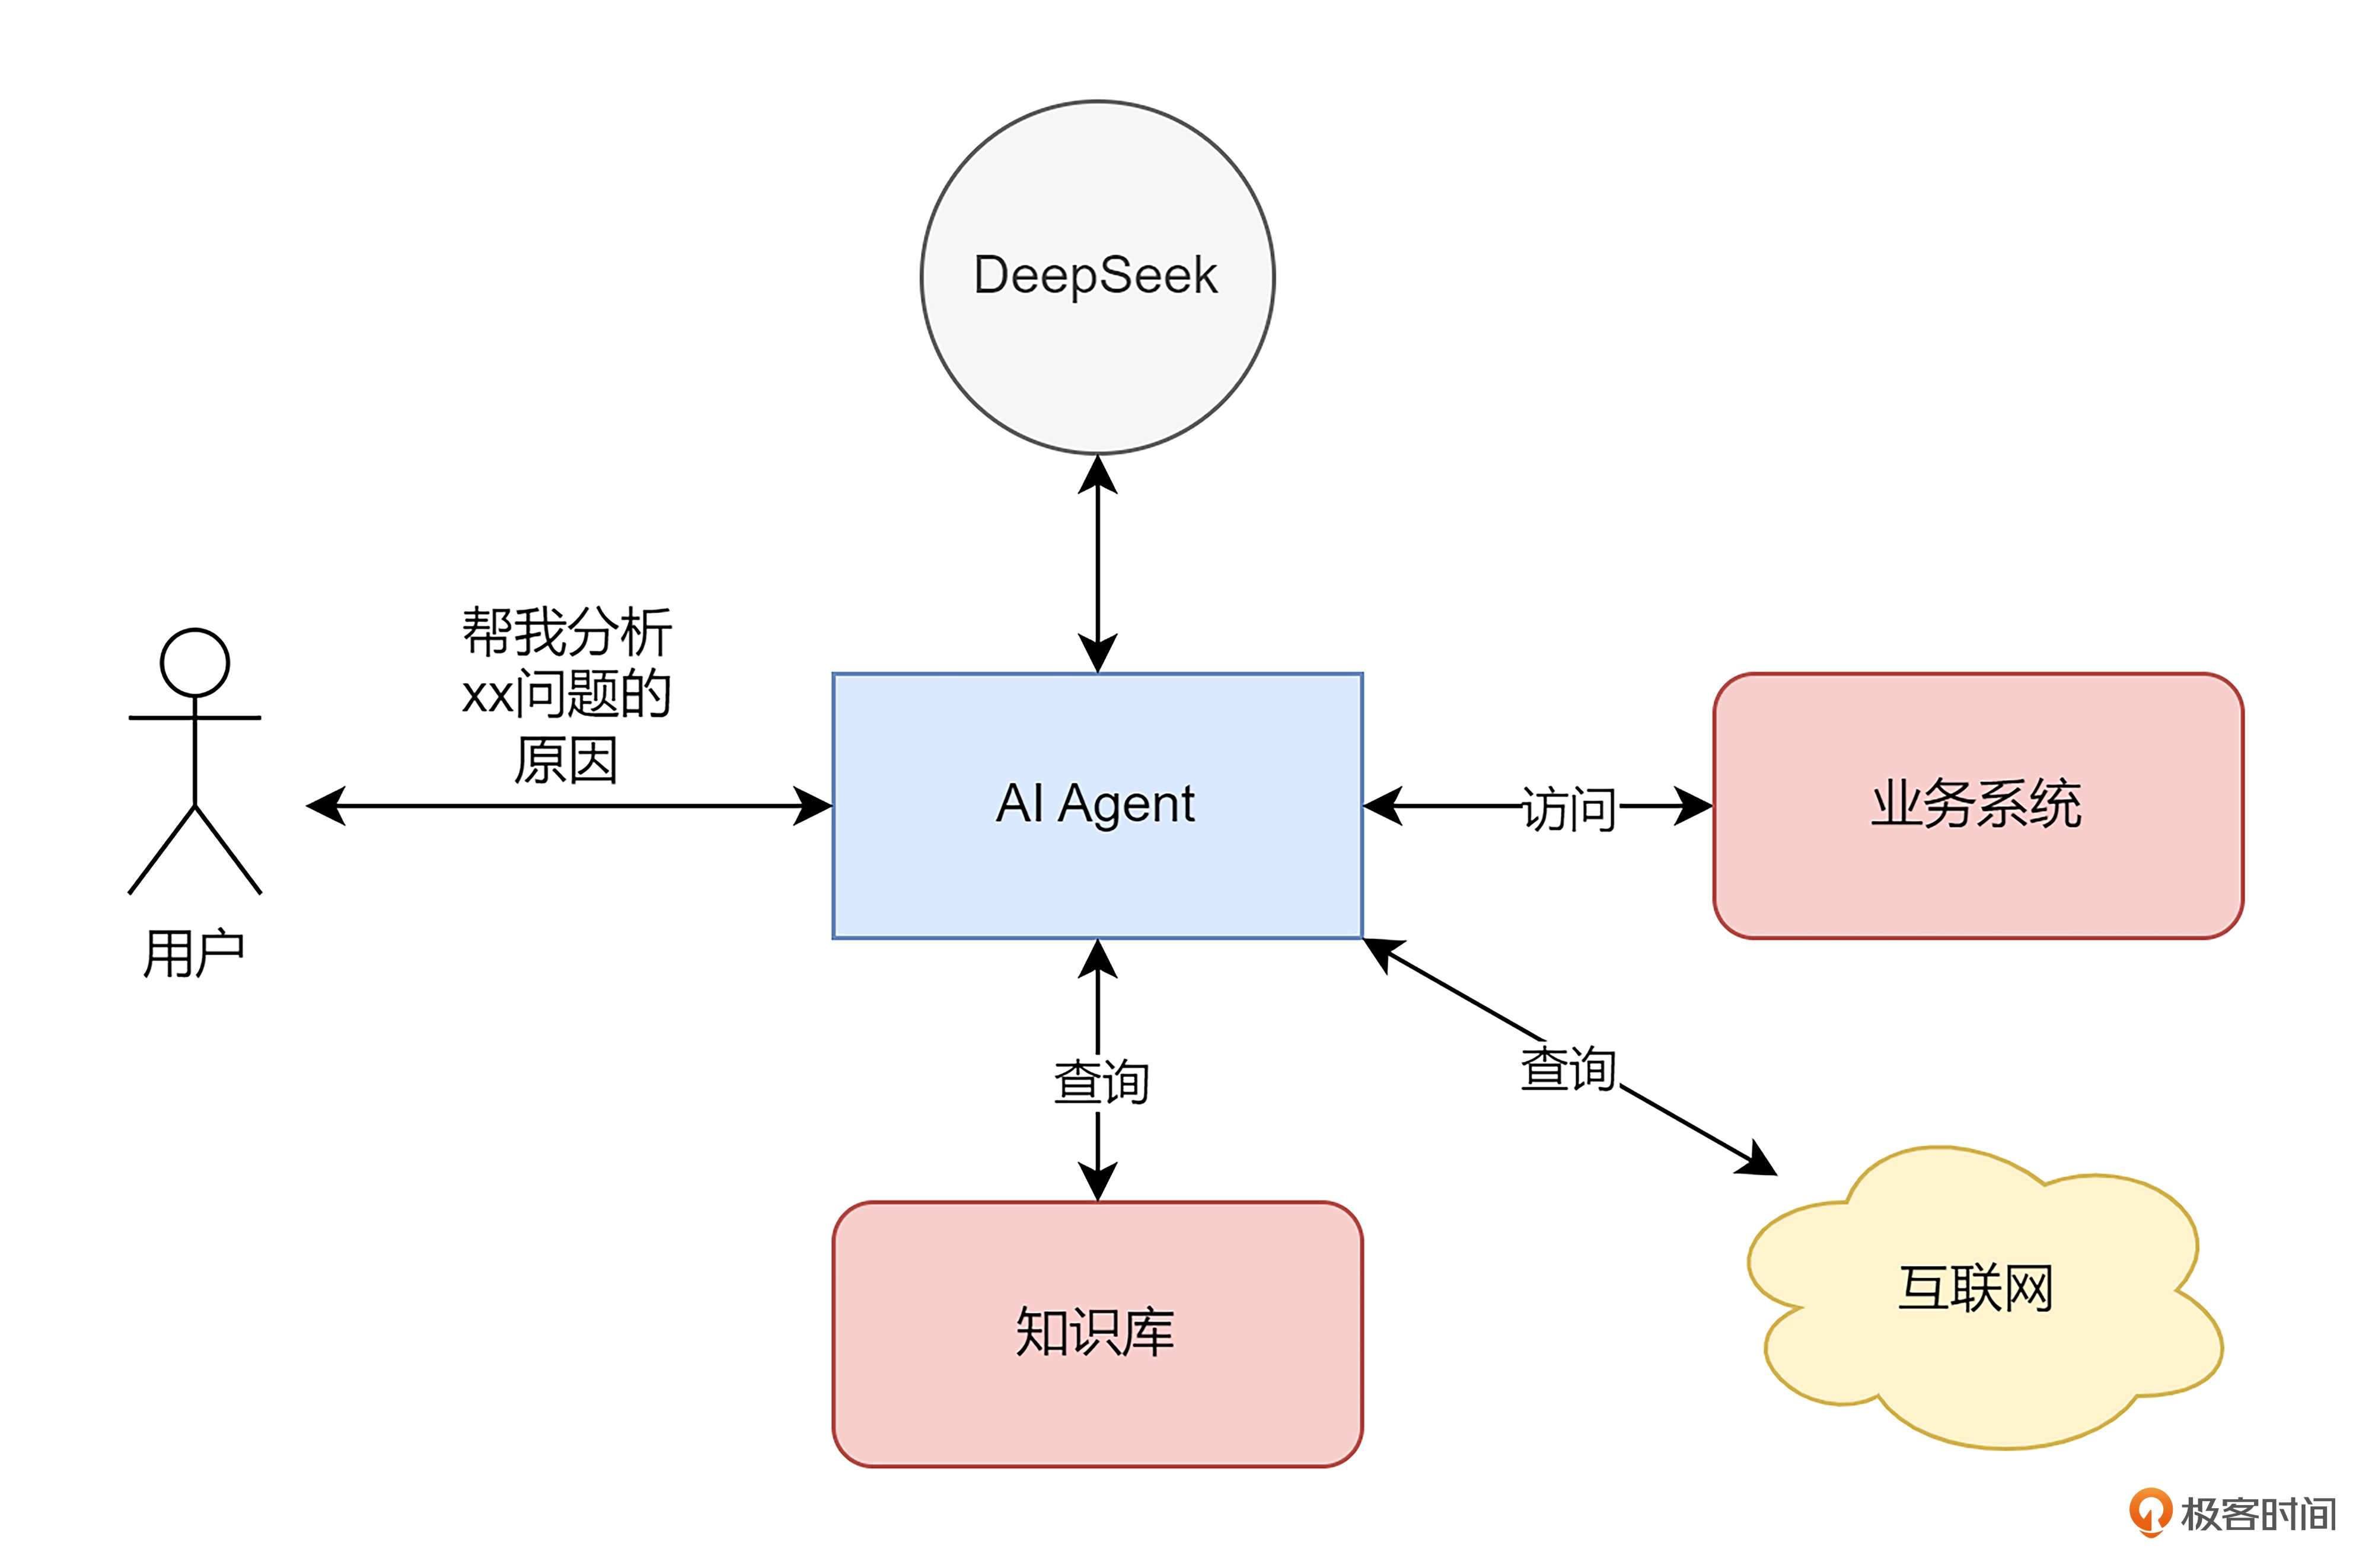 DeepSeek
帮我分析
xx问题的
原因
用户
AI Agent
访问
业务系统
查询
查询
知识库
互联网
极客时间